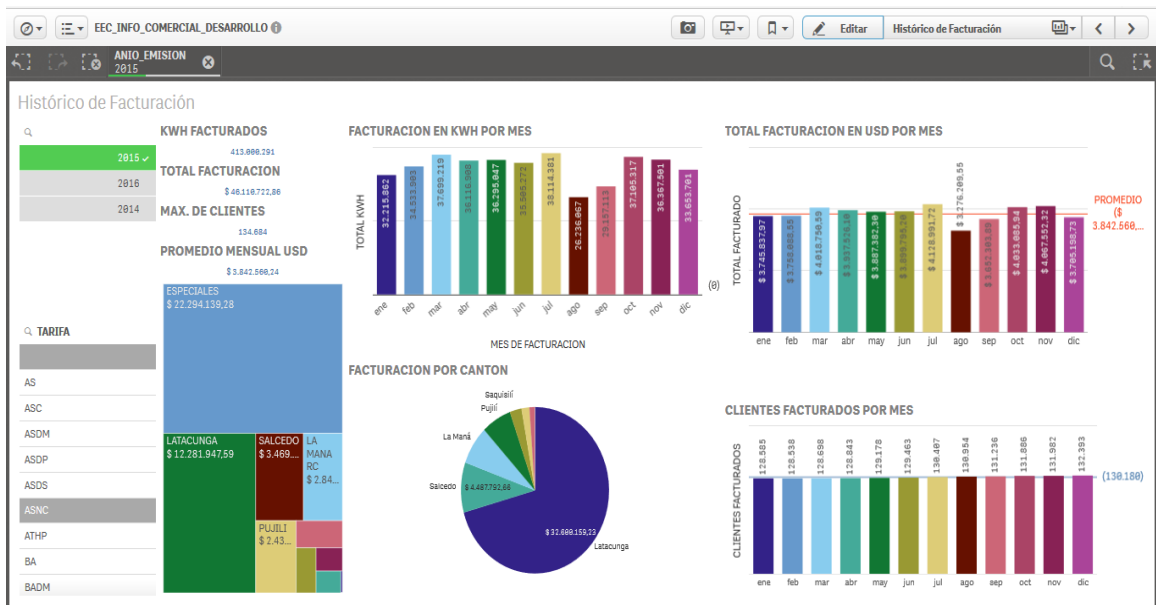 EEC_INFO_COMERCIAL_DESARROLLO
Editar
Histórico de Facturación
ANIO_EMISION
2015
Histórico de Facturación
2015
2016
2014
TARIFA
AS
ASC
ASDM
ASDP
ASDS
ASNC
ATHP
BA
BADM
KWH FACTURADOS
413.000.291
TOTAL FACTURACION
$ 46.110.722,86
MAX. DE CLIENTES
134.684
PROMEDIO MENSUAL USD
$ 3.842.560,24
ESPECIALES
$ 22.294.139,28
LATACUNGA
$ 12.281.947,59
SALCEDO
$ 3.469....
LA
MANA
RC
$ 2.84...
PUJILI
$ 2.43...
FACTURACION EN KWH POR MES
TOTAL KWH
32.215.862
34.533.903
37.699.219
36.116.908
36.295.047
35.505.272
38.114.381
26.236.067
29.157.113
37.105.317
36.367.501
33.653.701
(0)
ene feb mar abr may jun jul ago sep oct nov dic
MES DE FACTURACION
FACTURACION POR CANTON
Saquisilí
Pujilí
La Maná
Salcedo
$ 4.487.792,66
$ 32.600.159,23
Latacunga
TOTAL FACTURACION EN USD POR MES
TOTAL FACTURADO
$ 3.745.837,97
$ 4.018.750,59
$ 3.887.382,30
$ 4.128.991,72
$ 3.276.209,55
$ 4.033.085,94
$ 4.067.552,32
$ 3.705.198,73
PROMEDIO
($
3.842.560,...
ene feb mar abr may jun jul ago sep oct nov dic
CLIENTES FACTURADOS POR MES
CLIENTES FACTURADOS
128.585
128.538
128.698
128.843
129.178
129.463
130.407
130.954
131.236
131.886
131.982
132.393
(130.180)
ene feb mar abr may jun jul ago sep oct nov dic